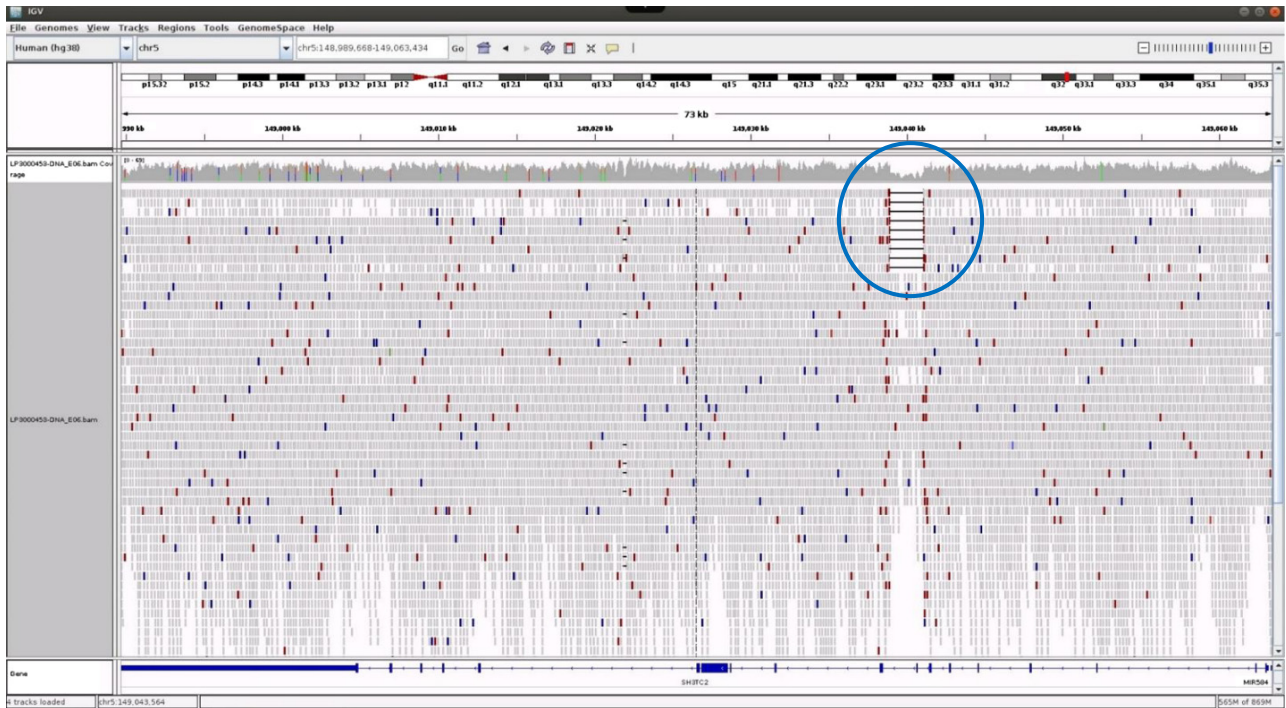 IGV
File Genomes View Tracks Regions Tools GenomeSpace Help
Human (hg38) chr5 chr5:148,989,668-149,063,434 Go
p15.32 p15.2 p14.3 p14.1 p13.3 p13.2 p13.1 p12 q11.1 q11.2 q12.1 q13.1 q13.3 q14.2 q14.3 q15 q21.1 q21.3 q22.2 q23.1 q23.2 q23.3 q31.1 q31.2 q32 q33.1 q33.3 q34 q35.1 q35.3
73 kb
990 kb 149,000 kb 149,010 kb 149,020 kb 149,030 kb 149,040 kb 149,050 kb 149,060 kb
LP3000453-DNA_E06.bam Cov
rage
LP3000453-DNA_E06.bam
Gene
SH3TC2 MIR584
4 tracks loaded chr5:149,043,564 565M of 869M